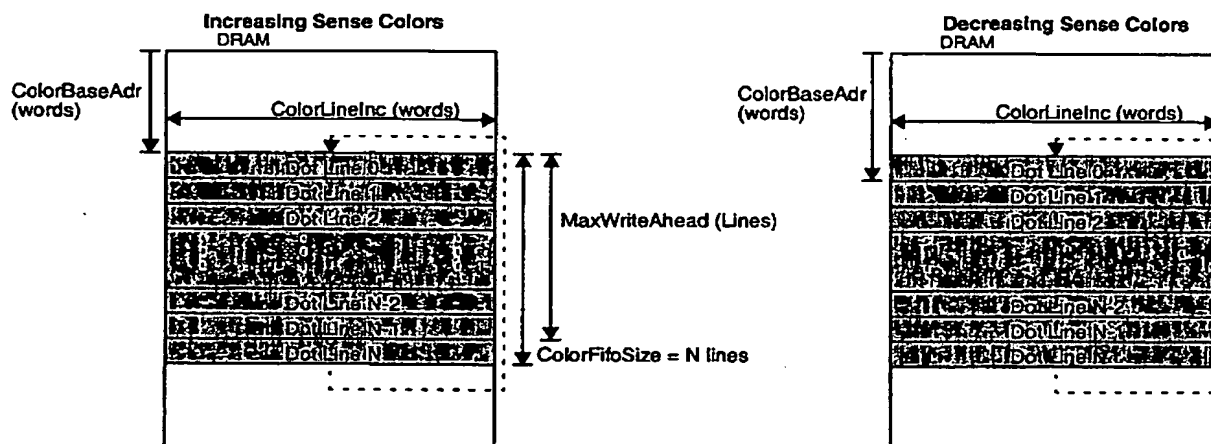 Increasing Sense Colors
DRAM
ColorBaseAdr
(words)
ColorLineInc (words)
Dot Line 0
Dot Line 1
Dot Line 2
Dot Line N-2
Dot Line N-1
Dot Line N
MaxWriteAhead (Lines)
ColorFifoSize = N lines
Decreasing Sense Colors
DRAM
ColorBaseAdr
(words)
ColorLineInc (words)
Dot Line 0
Dot Line 1
Dot Line 2
Dot Line N-2
Dot Line N-1
Dot Line N